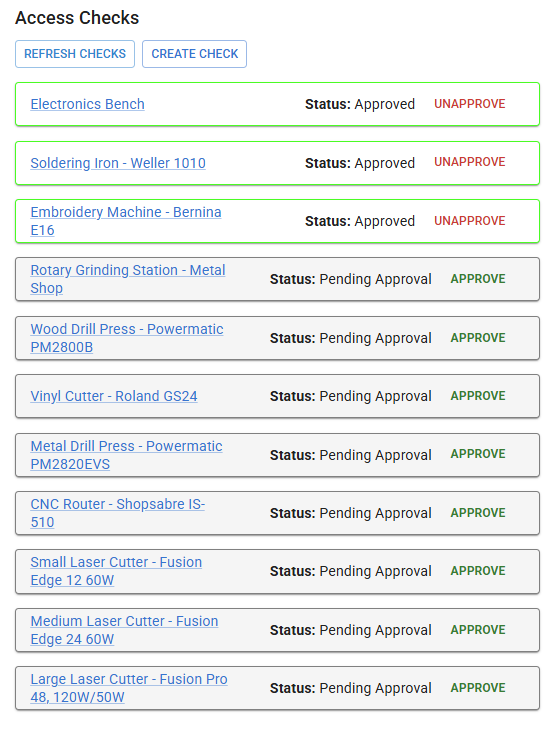 Access Checks
REFRESH CHECKS CREATE CHECK
Electronics Bench Status: Approved UNAPPROVE
Soldering Iron - Weller 1010 Status: Approved UNAPPROVE
Embroidery Machine - Bernina
E16
Status: Approved UNAPPROVE
Rotary Grinding Station - Metal
Shop
Status: Pending Approval APPROVE
Wood Drill Press - Powermatic
PM2800B
Status: Pending Approval APPROVE
Vinyl Cutter - Roland GS24 Status: Pending Approval APPROVE
Metal Drill Press - Powermatic
PM2820EVS
Status: Pending Approval APPROVE
CNC Router - Shopsabre IS-
510
Status: Pending Approval APPROVE
Small Laser Cutter - Fusion
Edge 12 60W
Status: Pending Approval APPROVE
Medium Laser Cutter - Fusion
Edge 24 60W
Status: Pending Approval APPROVE
Large Laser Cutter - Fusion Pro
48, 120W/50W
Status: Pending Approval APPROVE